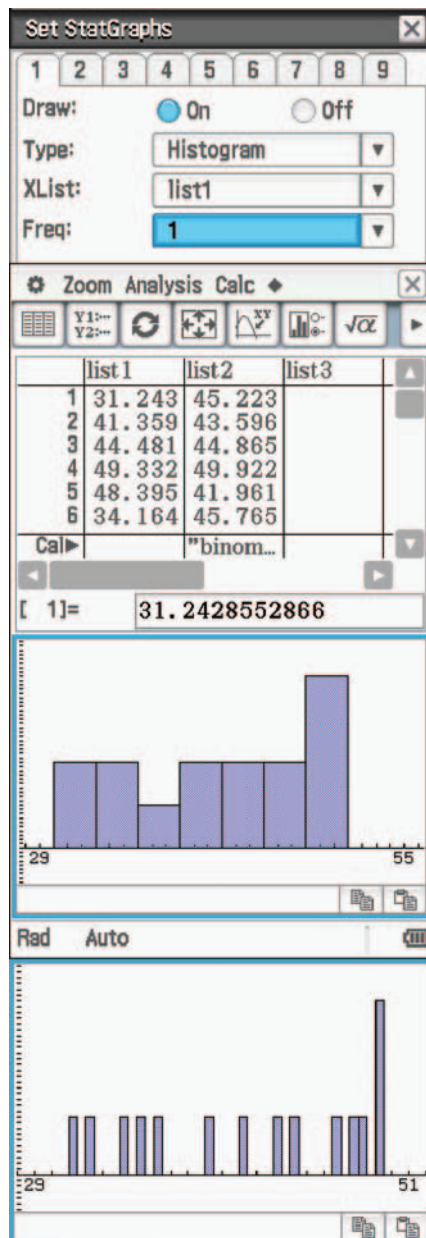 Set StatGraphs
1 2 3 4 5 6 7 8 9
Draw: On Off
Type: Histogram
XList: list1
Freq: 1
Zoom Analysis Calc
Y1:--- XY
Y2:--- √α
list1 list2 list3
1 31.243 45.223
2 41.359 43.596
3 44.481 44.865
4 49.332 49.922
5 48.395 41.961
6 34.164 45.765
Cal "binom...
[ 1]= 31.2428552866
29 55
Rad Auto
29 51